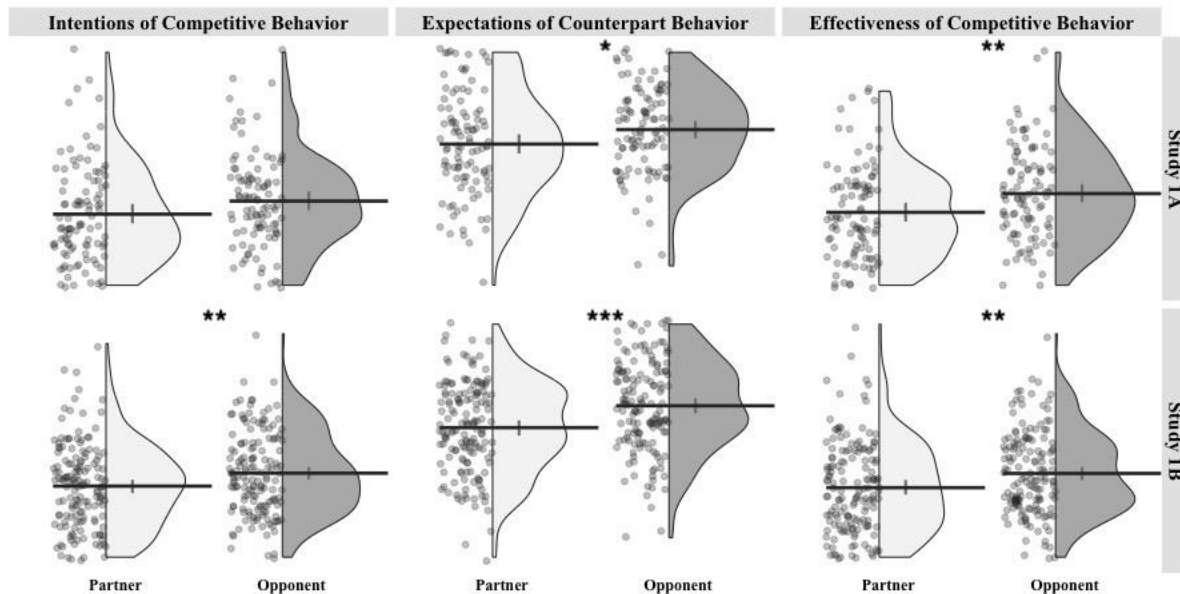 Intentions of Competitive Behavior
Expectations of Counterpart Behavior
Effectiveness of Competitive Behavior
*
**
Study 1A
**
***
**
Study 1B
Partner
Opponent
Partner
Opponent
Partner
Opponent